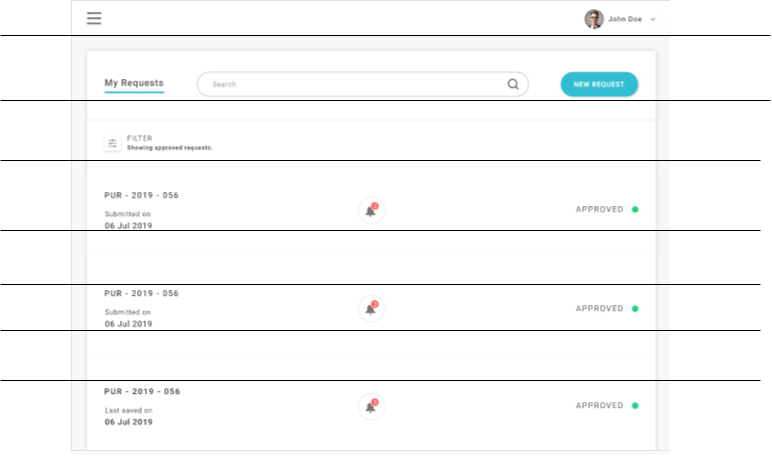 John Doe
My Requests
Search
NEW REQUEST
FILTER
Showing approved requests.
PUR - 2019 - 056
Submitted on
06 Jul 2019
APPROVED
PUR - 2019 - 056
Submitted on
06 Jul 2019
APPROVED
PUR - 2019 - 056
Last saved on
06 Jul 2019
APPROVED